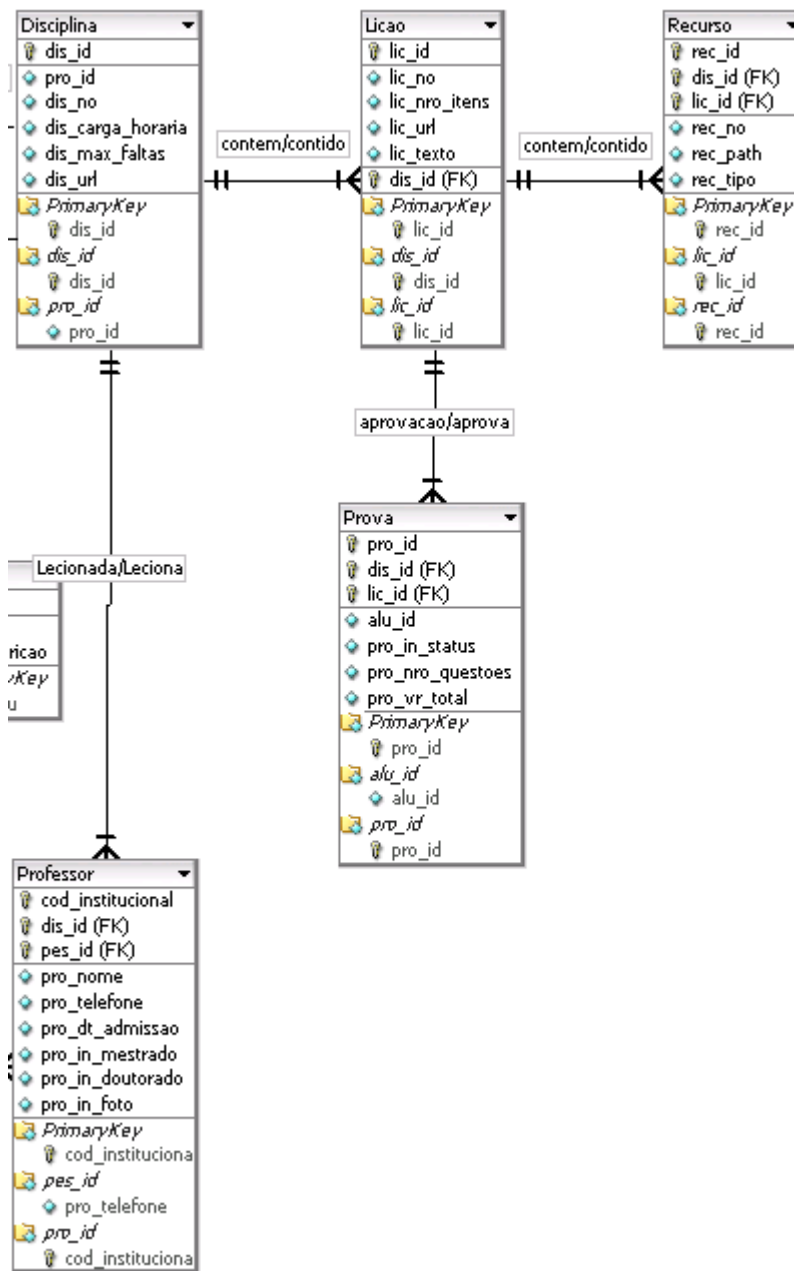 Disciplina
dis_id
pro_id
dis_no
dis_carga_horaria
dis_max_faltas
dis_url
PrimaryKey
dis_id
dis_id
dis_id
pro_id
pro_id
contem/contido
Licao
lic_id
lic_no
lic_nro_itens
lic_url
lic_texto
dis_id (FK)
PrimaryKey
lic_id
dis_id
dis_id
lic_id
lic_id
contem/contido
Recurso
rec_id
dis_id (FK)
lic_id (FK)
rec_no
rec_path
rec_tipo
PrimaryKey
rec_id
lic_id
lic_id
rec_id
rec_id
aprovacao/aprova
Prova
pro_id
dis_id (FK)
lic_id (FK)
alu_id
pro_in_status
pro_nro_questoes
pro_vr_total
PrimaryKey
pro_id
alu_id
alu_id
pro_id
pro_id
Lecionada/Leciona
ricao
yKey
u
Professor
cod_institucional
dis_id (FK)
pes_id (FK)
pro_nome
pro_telefone
pro_dt_admissao
pro_in_mestrado
pro_in_doutorado
pro_in_foto
PrimaryKey
cod_instituciona
pes_id
pro_telefone
pro_id
cod_instituciona